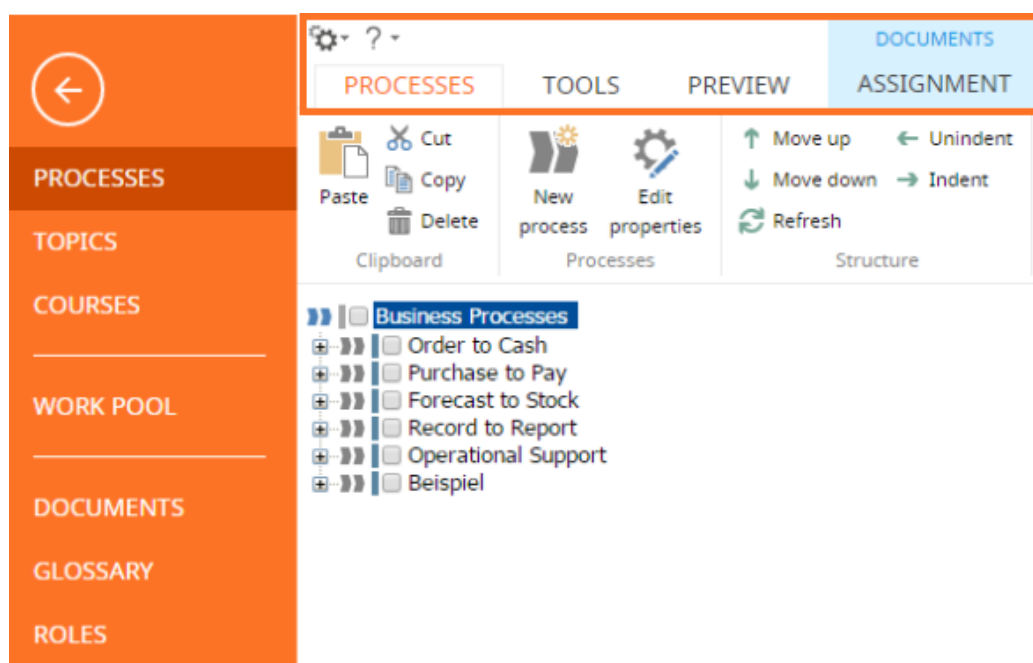 ?
DOCUMENTS
PROCESSES TOOLS PREVIEW ASSIGNMENT
PROCESSES
TOPICS
COURSES
WORK POOL
DOCUMENTS
GLOSSARY
ROLES
Paste
Cut
Copy
Delete
Clipboard
New process
Edit properties
Processes
Move up
Move down
Refresh
Unindent
Indent
Structure
Business Processes
Order to Cash
Purchase to Pay
Forecast to Stock
Record to Report
Operational Support
Beispiel